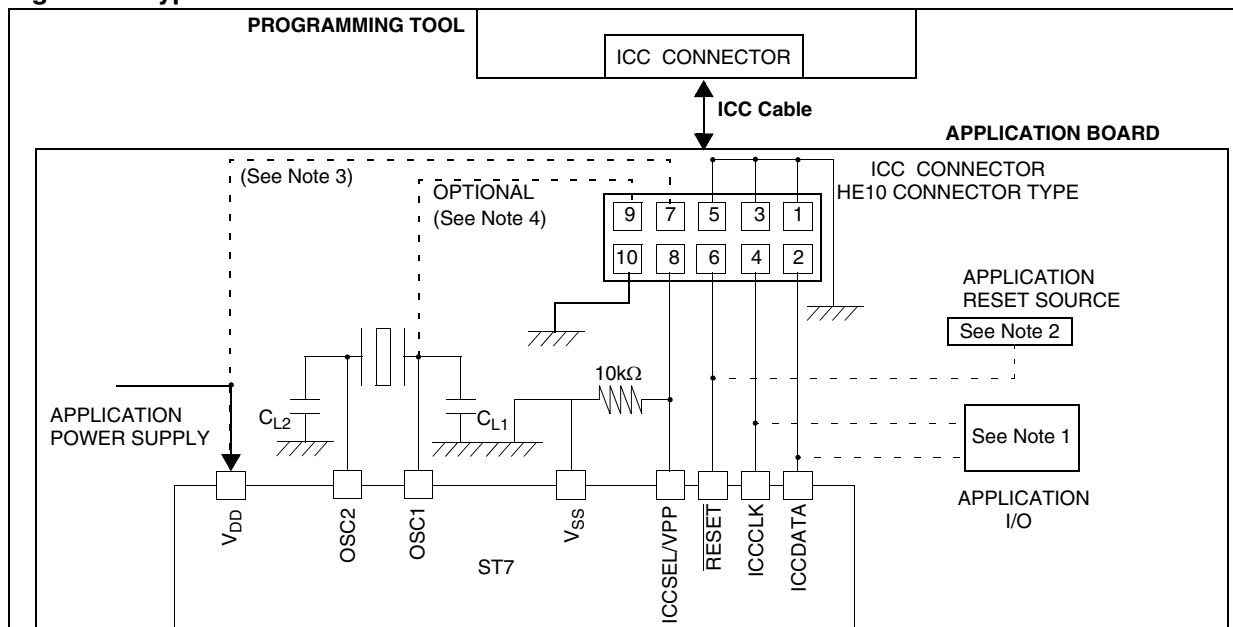 PROGRAMMING TOOL
ICC CONNECTOR
ICC Cable
APPLICATION BOARD
(See Note 3)
OPTIONAL
(See Note 4)
ICC CONNECTOR
HE10 CONNECTOR TYPE
9 7 5 3 1
10 8 6 4 2
APPLICATION
RESET SOURCE
See Note 2
10kΩ
CL2
CL1
APPLICATION
POWER SUPPLY
See Note 1
APPLICATION
I/O
VDD
OSC2
OSC1
VSS
ICCSEL/VPP
RESET
ICCCLK
ICCDATA
ST7